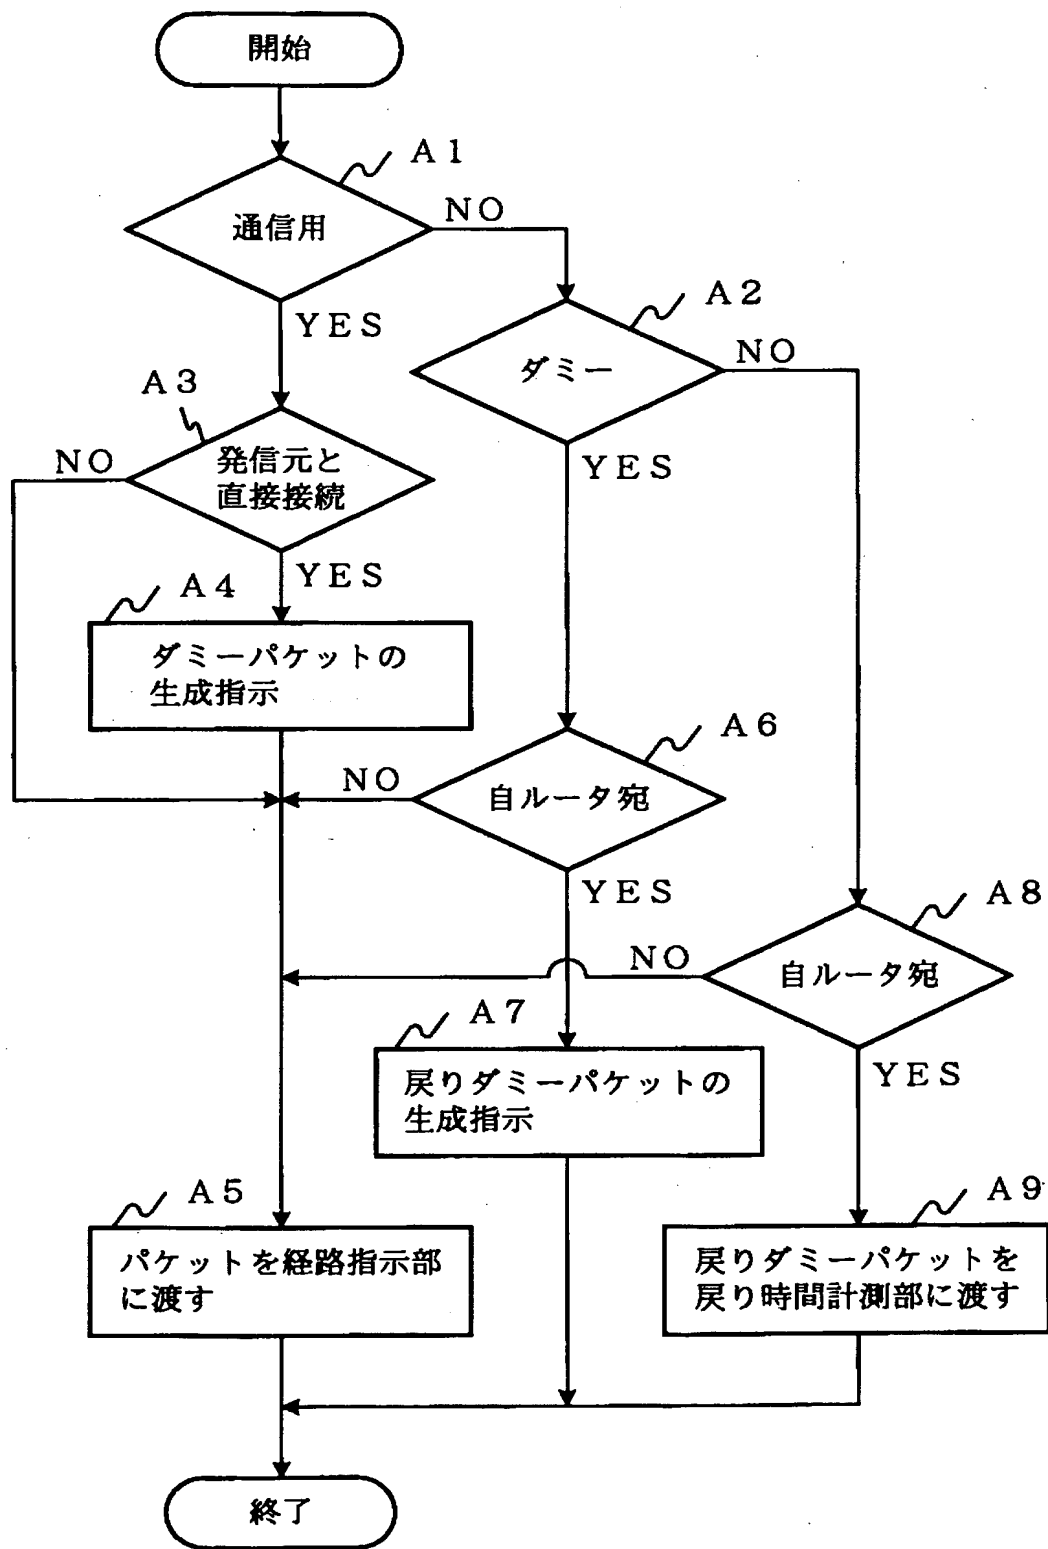 開始
A1
通信用
NO
YES
A2
ダミー
NO
YES
A3
発信元と
直接接続
NO
YES
A4
ダミーパケットの
生成指示
A6
自ルータ宛
NO
YES
A8
自ルータ宛
NO
YES
A7
戻りダミーパケットの
生成指示
A5
パケットを経路指示部
に渡す
A9
戻りダミーパケットを
戻り時間計測部に渡す
終了